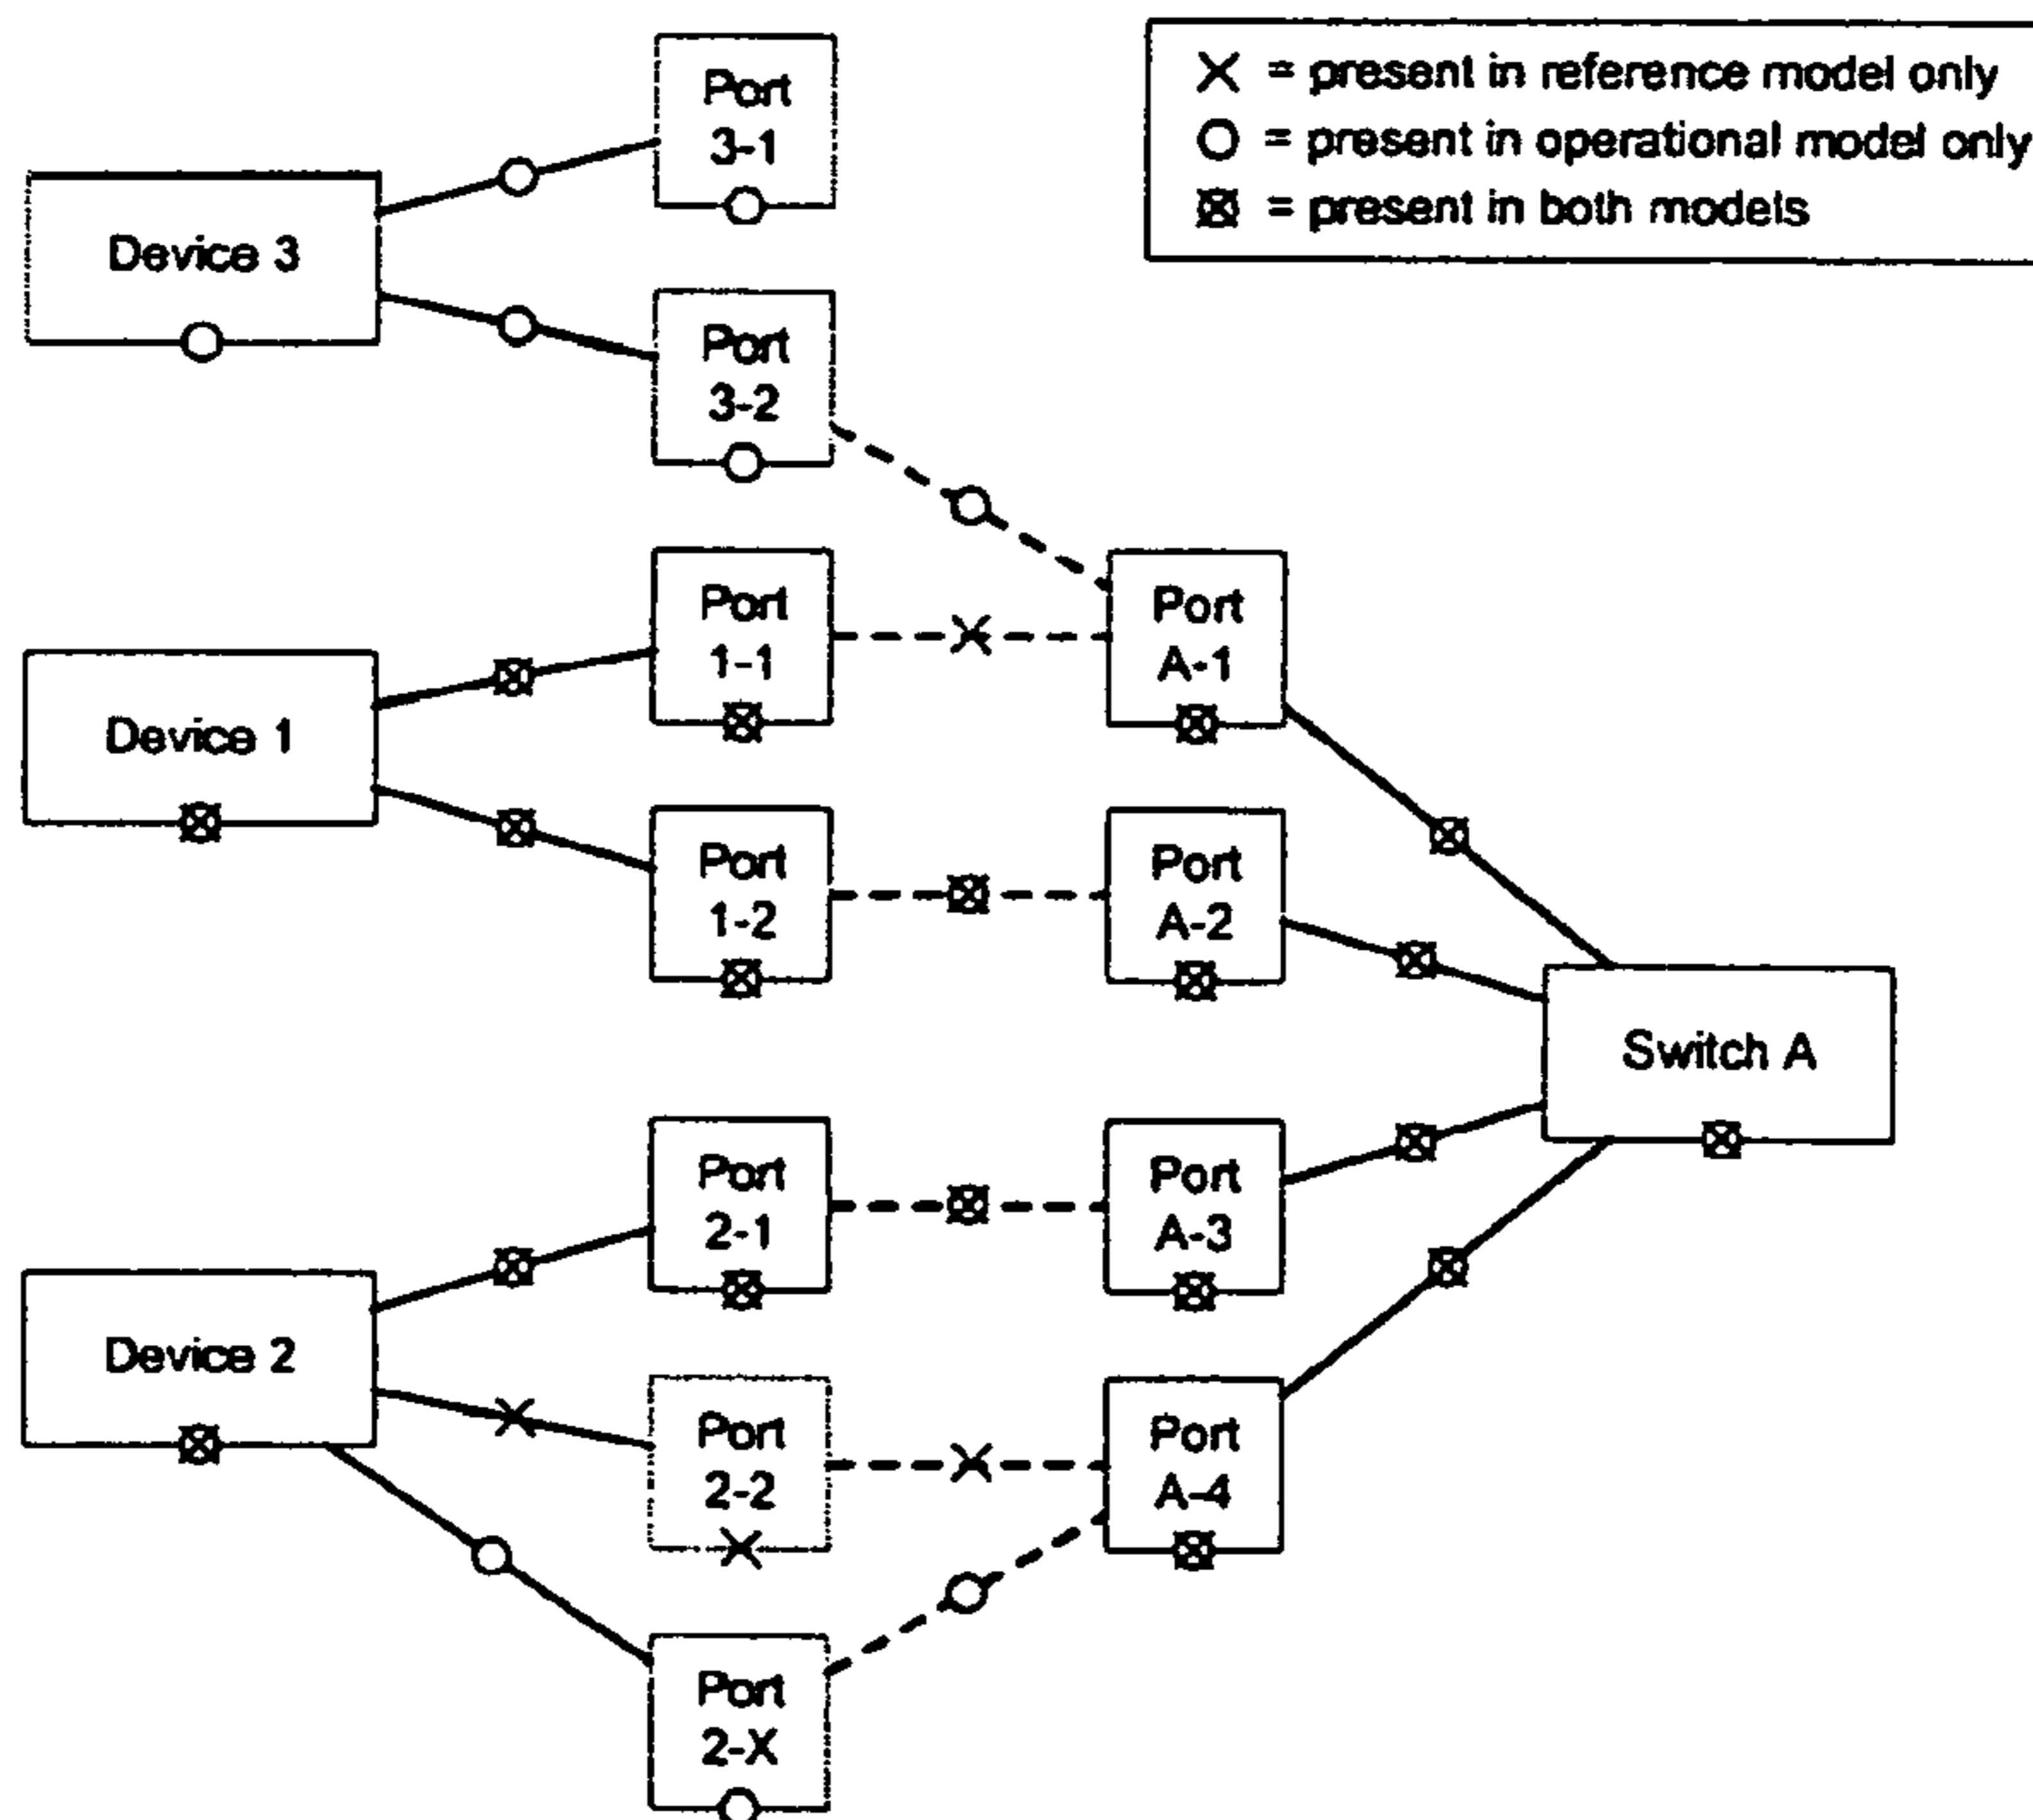 Port
3-1
X = present in reference model only
O = present in operational model only
= present in both models
Device 3
Port
3-2
Port
1-1
Port
A-1
Device 1
Port
1-2
Port
A-2
Switch A
Port
2-1
Port
A-3
Device 2
Port
2-2
Port
A-4
Port
2-X